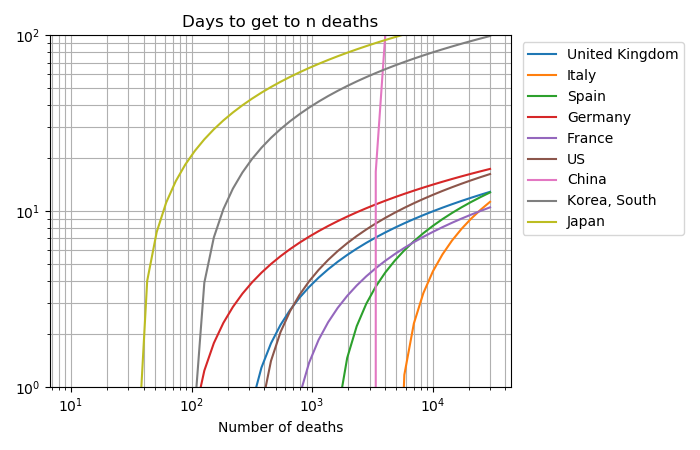 Days to get to n deaths
10²
10¹
10⁰
10¹
10²
10³
10⁴
Number of deaths
United Kingdom
Italy
Spain
Germany
France
US
China
Korea, South
Japan